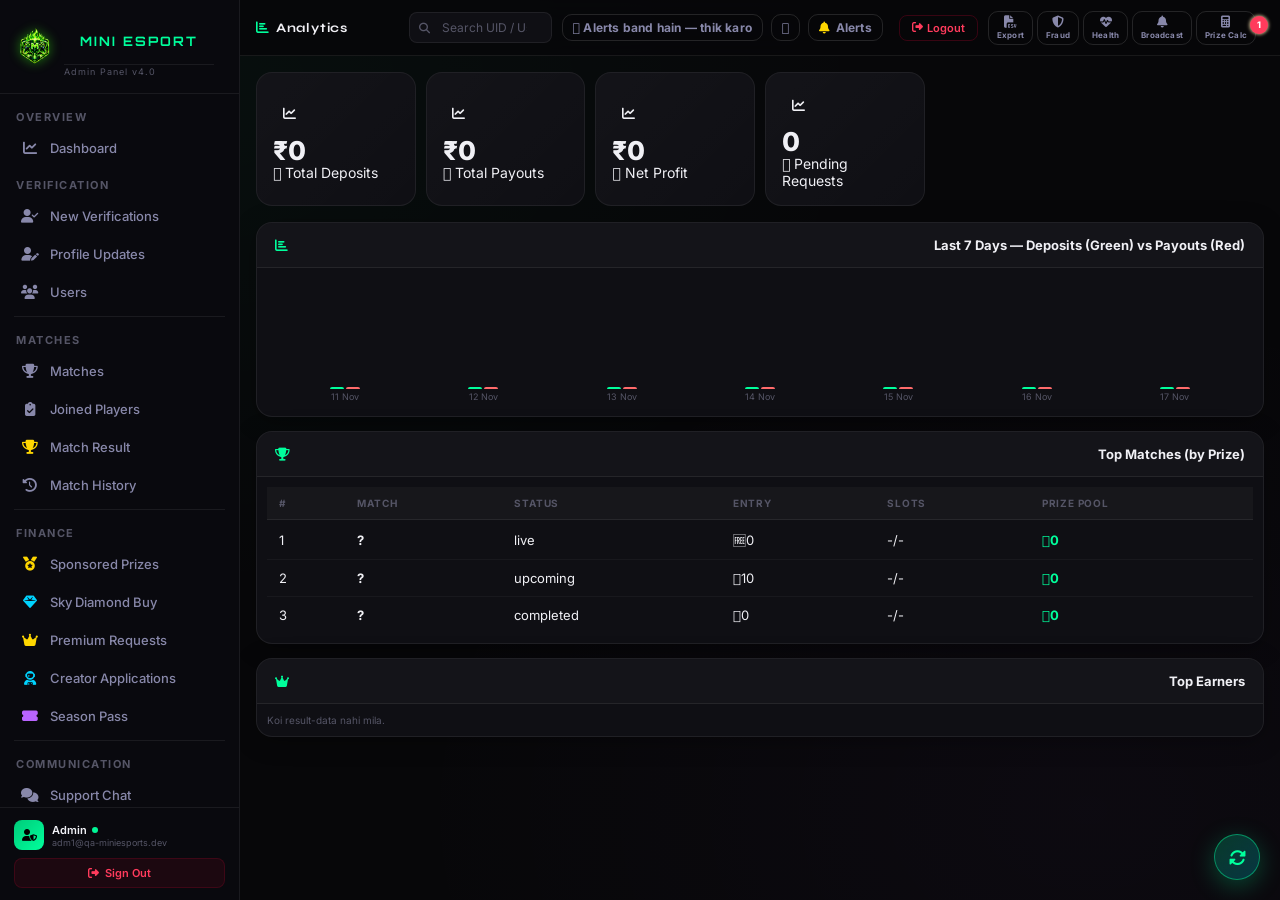 MINI ESPORT
Admin Panel v4.0
OVERVIEW
Dashboard
VERIFICATION
New Verifications
Profile Updates
Users
MATCHES
Matches
Joined Players
Match Result
Match History
FINANCE
Sponsored Prizes
Sky Diamond Buy
Premium Requests
Creator Applications
Season Pass
COMMUNICATION
Support Chat
Admin
adm1@qa-miniesports.dev
Sign Out
Analytics
Search UID / U
Alerts band hain — thik karo
Alerts
Logout
Export
Fraud
Health
Broadcast
Prize Calc
1
₹0
Total Deposits
₹0
Total Payouts
₹0
Net Profit
0
Pending
Requests
Last 7 Days — Deposits (Green) vs Payouts (Red)
11 Nov 12 Nov 13 Nov 14 Nov 15 Nov 16 Nov 17 Nov
Top Matches (by Prize)
# MATCH STATUS ENTRY SLOTS PRIZE POOL
1 ? live 🆓0 -/- 0
2 ? upcoming 10 -/- 0
3 ? completed 0 -/- 0
Top Earners
Koi result-data nahi mila.